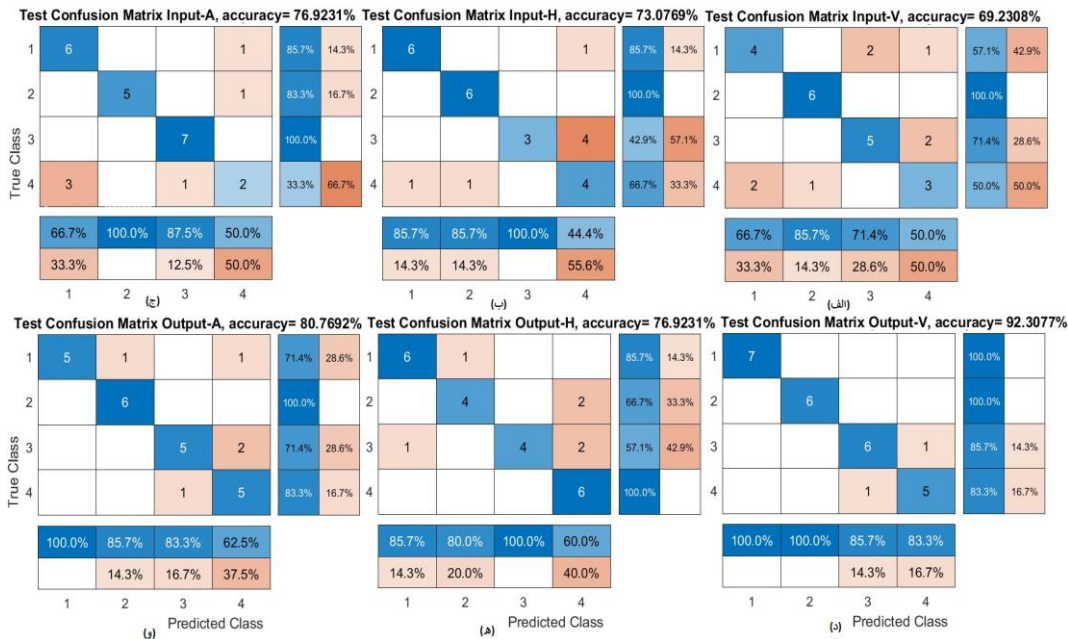 Test Confusion Matrix Input-A, accuracy= 76.9231% Test Confusion Matrix Input-H, accuracy= 73.0769% Test Confusion Matrix Input-V, accuracy= 69.2308%
1 6 1 85.7% 14.3% 1 6 1 85.7% 14.3% 1 4 2 1 57.1% 42.9%
2 5 1 83.3% 16.7% 2 6 100.0% 2 6 100.0%
3 7 100.0% 3 3 4 42.9% 57.1% 3 5 2 71.4% 28.6%
4 3 1 2 33.3% 66.7% 4 1 1 4 66.7% 33.3% 4 2 1 3 50.0% 50.0%
True Class
66.7% 100.0% 87.5% 50.0% 85.7% 85.7% 100.0% 44.4% 66.7% 85.7% 71.4% 50.0%
33.3% 12.5% 50.0% 14.3% 14.3% 55.6% 33.3% 14.3% 28.6% 50.0%
1 2 3 4 1 2 3 4 1 2 3 4
(ج) (ب) (الف)
Test Confusion Matrix Output-A, accuracy= 80.7692% Test Confusion Matrix Output-H, accuracy= 76.9231% Test Confusion Matrix Output-V, accuracy= 92.3077%
1 5 1 1 71.4% 28.6% 1 6 1 85.7% 14.3% 1 7 100.0%
2 6 100.0% 2 4 2 66.7% 33.3% 2 6 100.0%
3 5 2 71.4% 28.6% 3 1 4 2 57.1% 42.9% 3 6 1 85.7% 14.3%
4 1 5 83.3% 16.7% 4 6 100.0% 4 1 5 83.3% 16.7%
True Class
100.0% 85.7% 83.3% 62.5% 85.7% 80.0% 100.0% 60.0% 100.0% 100.0% 85.7% 83.3%
14.3% 16.7% 37.5% 14.3% 20.0% 40.0% 14.3% 16.7%
1 2 3 4 1 2 3 4 1 2 3 4
(و) Predicted Class (ه) Predicted Class (د) Predicted Class